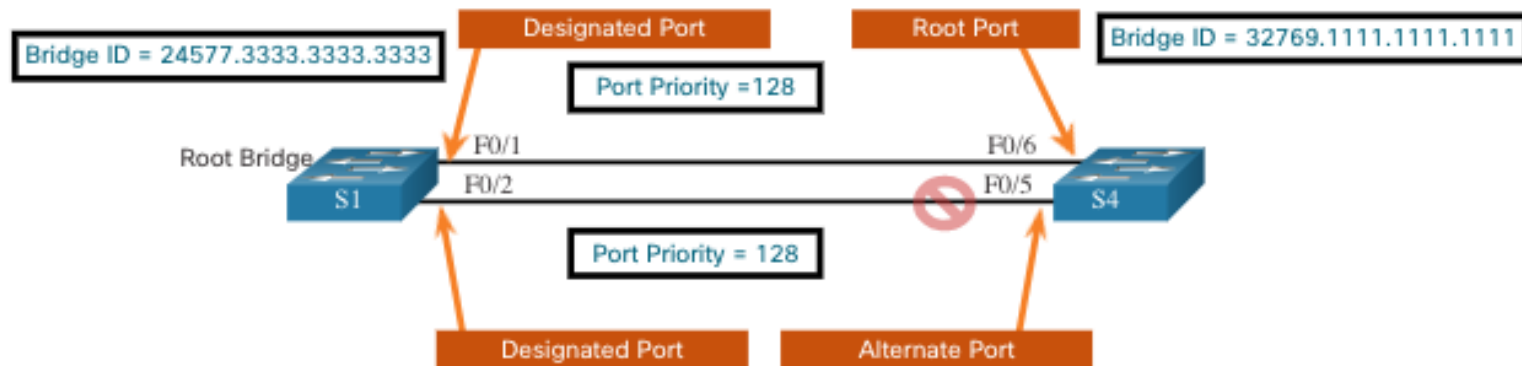 Designated Port
Root Port
Bridge ID = 24577.3333.3333.3333
Bridge ID = 32769.1111.1111.1111
Port Priority =128
F0/1
F0/6
Root Bridge
F0/2
F0/5
S1
S4
Port Priority = 128
Designated Port
Alternate Port